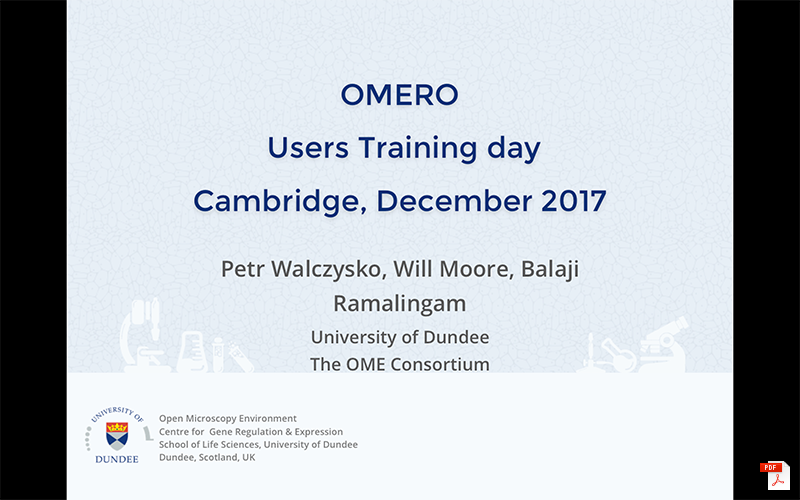 OMERO
Users Training day
Cambridge, December 2017
Petr Walczysko, Will Moore, Balaji
Ramalingam
University of Dundee
The OME Consortium
UNIVERSITY OF
DUNDEE
Open Microscopy Environment
Centre for Gene Regulation & Expression
School of Life Sciences, University of Dundee
Dundee, Scotland, UK
PDF